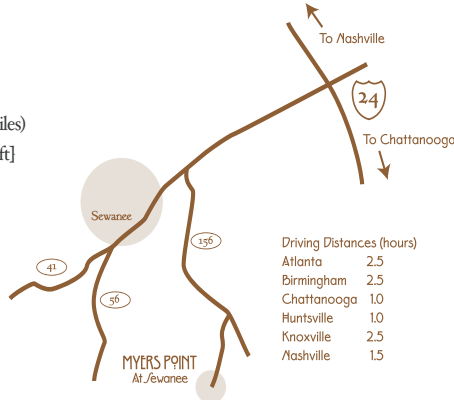 To Nashville
24
iles)
To Chattanooga
ft]
Sewanee
156
41
56
Driving Distances (hours)
Atlanta 2.5
Birmingham 2.5
Chattanooga 1.0
Huntsville 1.0
Knoxville 2.5
Nashville 1.5
MYERS POINT
At Sewanee